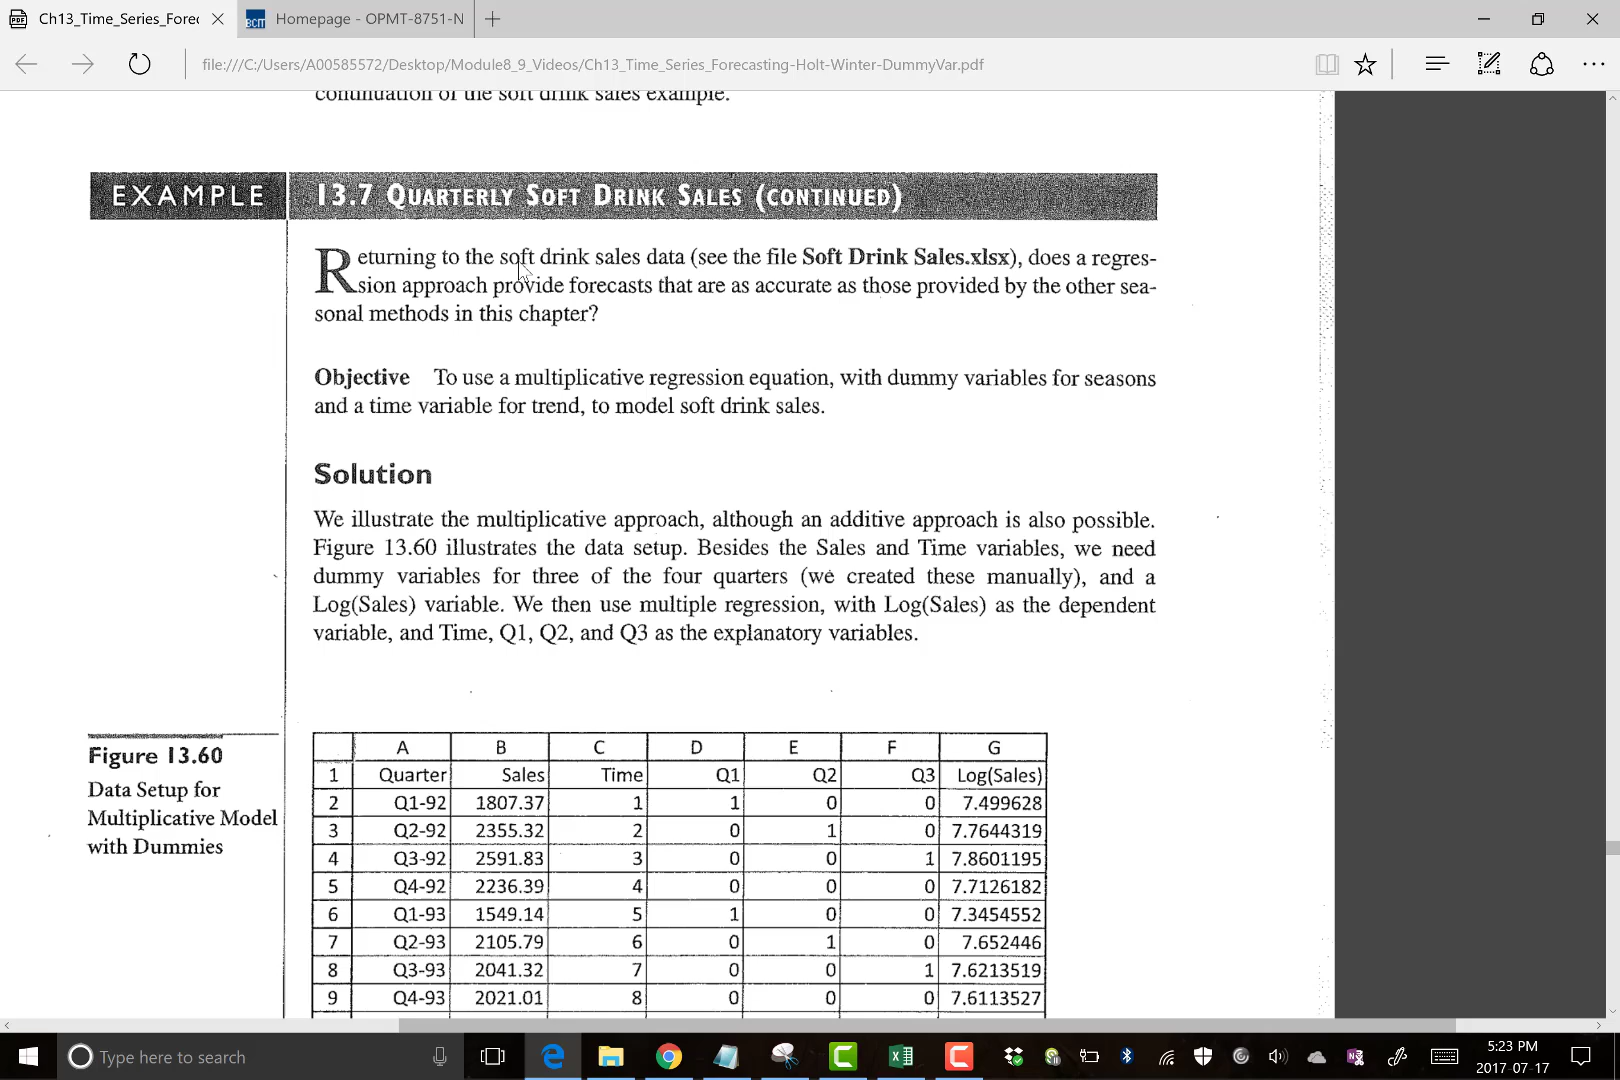 Ch13_Time_Series_Forec
Homepage - OPMT-8751-N
file:///C:/Users/A00585572/Desktop/Module8_9_Videos/Ch13_Time_Series_Forecasting-Holt-Winter-DummyVar.pdf
continuation of the soft drink sales example.
EXAMPLE 13.7 QUARTERLY SOFT DRINK SALES (CONTINUED)
Returning to the soft drink sales data (see the file Soft Drink Sales.xlsx), does a regres-
sion approach provide forecasts that are as accurate as those provided by the other sea-
sonal methods in this chapter?
Objective To use a multiplicative regression equation, with dummy variables for seasons
and a time variable for trend, to model soft drink sales.
Solution
We illustrate the multiplicative approach, although an additive approach is also possible.
Figure 13.60 illustrates the data setup. Besides the Sales and Time variables, we need
dummy variables for three of the four quarters (we created these manually), and a
Log(Sales) variable. We then use multiple regression, with Log(Sales) as the dependent
variable, and Time, Q1, Q2, and Q3 as the explanatory variables.
Figure 13.60
Data Setup for
Multiplicative Model
with Dummies
A B C D E F G
1 Quarter Sales Time Q1 Q2 Q3 Log(Sales)
2 Q1-92 1807.37 1 1 0 0 7.499628
3 Q2-92 2355.32 2 0 1 0 7.7644319
4 Q3-92 2591.83 3 0 0 1 7.8601195
5 Q4-92 2236.39 4 0 0 0 7.7126182
6 Q1-93 1549.14 5 1 0 0 7.3454552
7 Q2-93 2105.79 6 0 1 0 7.652446
8 Q3-93 2041.32 7 0 0 1 7.6213519
9 Q4-93 2021.01 8 0 0 0 7.6113527
Type here to search
5:23 PM
2017-07-17